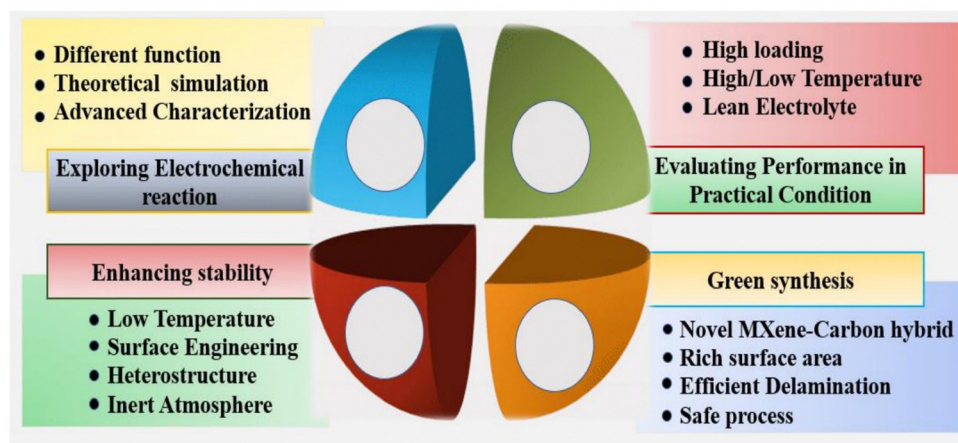 Different function
Theoretical simulation
Advanced Characterization
Exploring Electrochemical
reaction
High loading
High/Low Temperature
Lean Electrolyte
Evaluating Performance in
Practical Condition
Enhancing stability
Low Temperature
Surface Engineering
Heterostructure
Inert Atmosphere
Green synthesis
Novel MXene-Carbon hybrid
Rich surface area
Efficient Delamination
Safe process